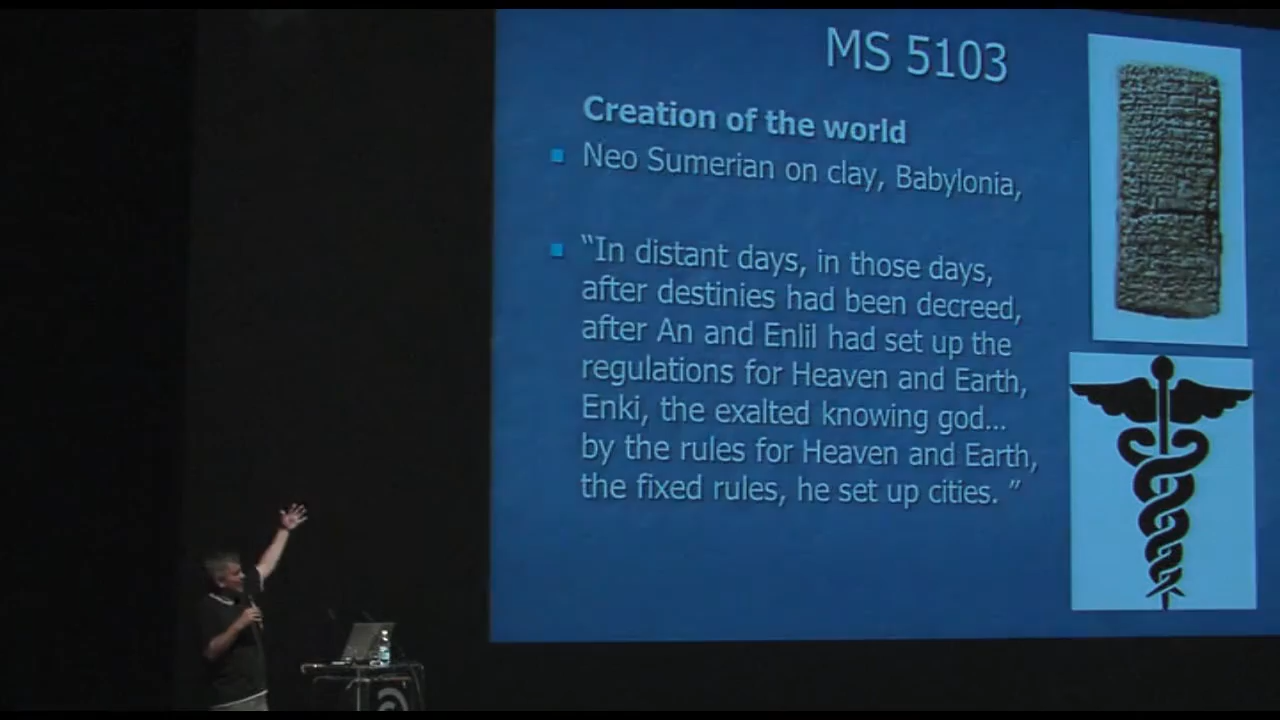 MS 5103
Creation of the world
Neo Sumerian on clay, Babylonia,
“In distant days, in those days,
after destinies had been decreed,
after An and Enlil had set up the
regulations for Heaven and Earth,
Enki, the exalted knowing god...
by the rules for Heaven and Earth,
the fixed rules, he set up cities. ”